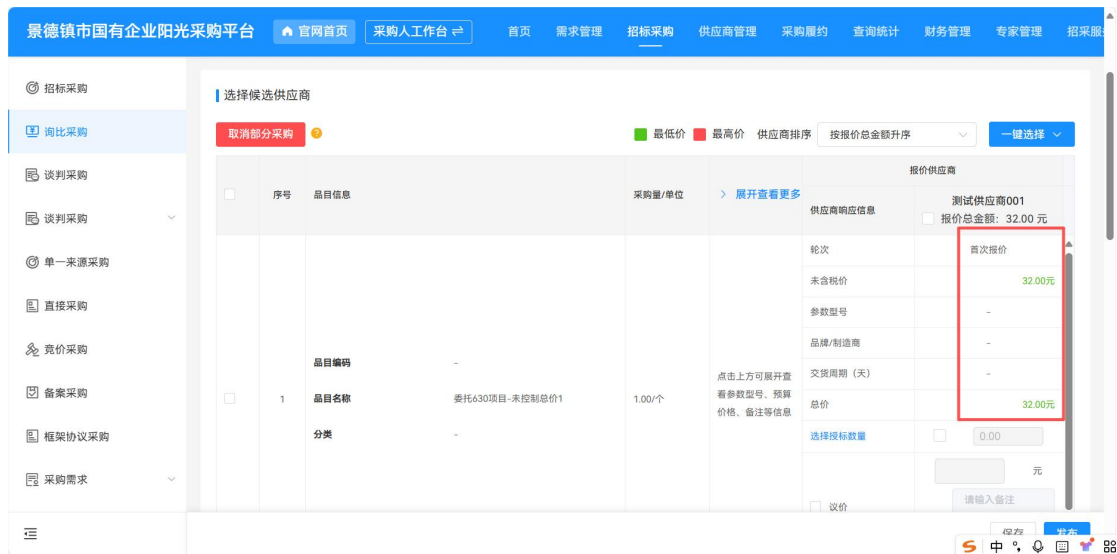 景德镇市国有企业阳光采购平台 官网首页 采购人工作台 首页 需求管理 招标采购 供应商管理 采购履约 查询统计 财务管理 专家管理 招采服
招标采购
询比采购
谈判采购
谈判采购
单一来源采购
直接采购
竞价采购
备案采购
框架协议采购
采购需求
选择候选供应商
取消部分采购 ? 最低价 最高价 供应商排序 按报价总金额升序 一键选择
序号 品目信息 采购量/单位 > 展开查看更多 报价供应商
供应商响应信息 测试供应商001
报价总金额: 32.00 元
轮次 首次报价
未含税价 32.00元
参数型号 -
品牌/制造商 -
交货周期（天） -
总价 32.00元
选择授标数量 0.00
元
议价 请输入备注
1
品目编码 -
品目名称 委托630项目-未控制总价1
分类 -
1.00/个
点击上方可展开查
看参数型号、预算
价格、备注等信息
保存 发布
中